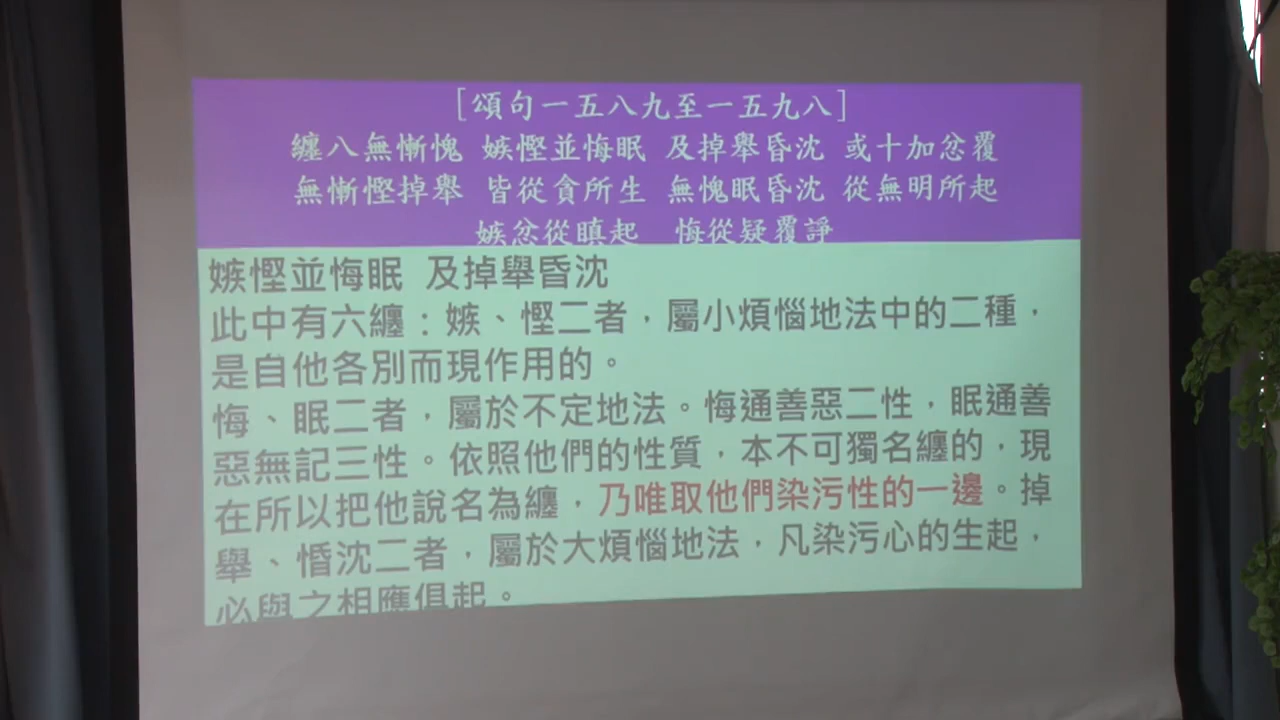 [頌句一五八九至一五九八]
纏八無慚愧 嫉慳並悔眠 及掉舉昏沈 或十加忿覆
無慚慳掉舉 皆從貪所生 無愧眠昏沈 從無明所起
嫉忿從瞋起 悔從疑覆諍
嫉慳並悔眠 及掉舉昏沈
此中有六纏：嫉、慳二者，屬小煩惱地法中的二種，
是自他各別而現作用的。
悔、眠二者，屬於不定地法。悔通善惡二性，眠通善
惡無記三性。依照他們的性質，本不可獨名纏的，現
在所以把他說名為纏，乃唯取他們染污性的一邊。掉
舉、惛沈二者，屬於大煩惱地法，凡染污心的生起，
必與之相應俱起。